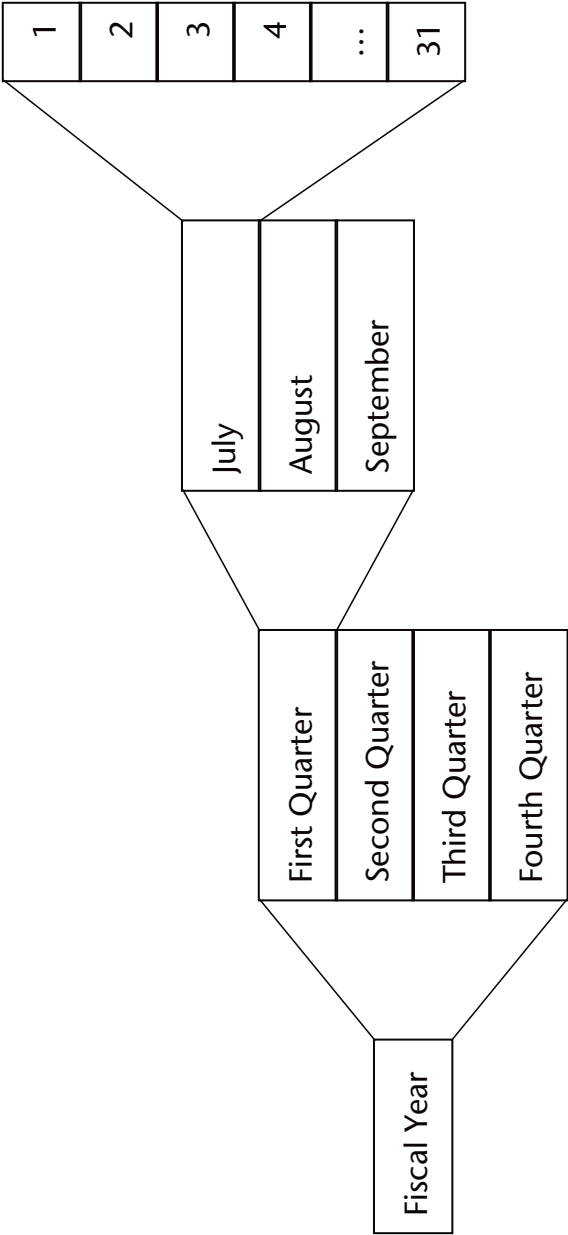 Fiscal Year
First Quarter
Second Quarter
Third Quarter
Fourth Quarter
July
August
September
1
2
3
4
...
31